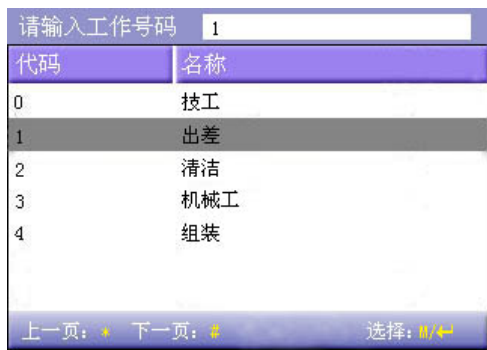 请输入工作号码 1
代码 名称
0 技工
1 出差
2 清洁
3 机械工
4 组装
上一页：* 下一页：# 选择：M/↵